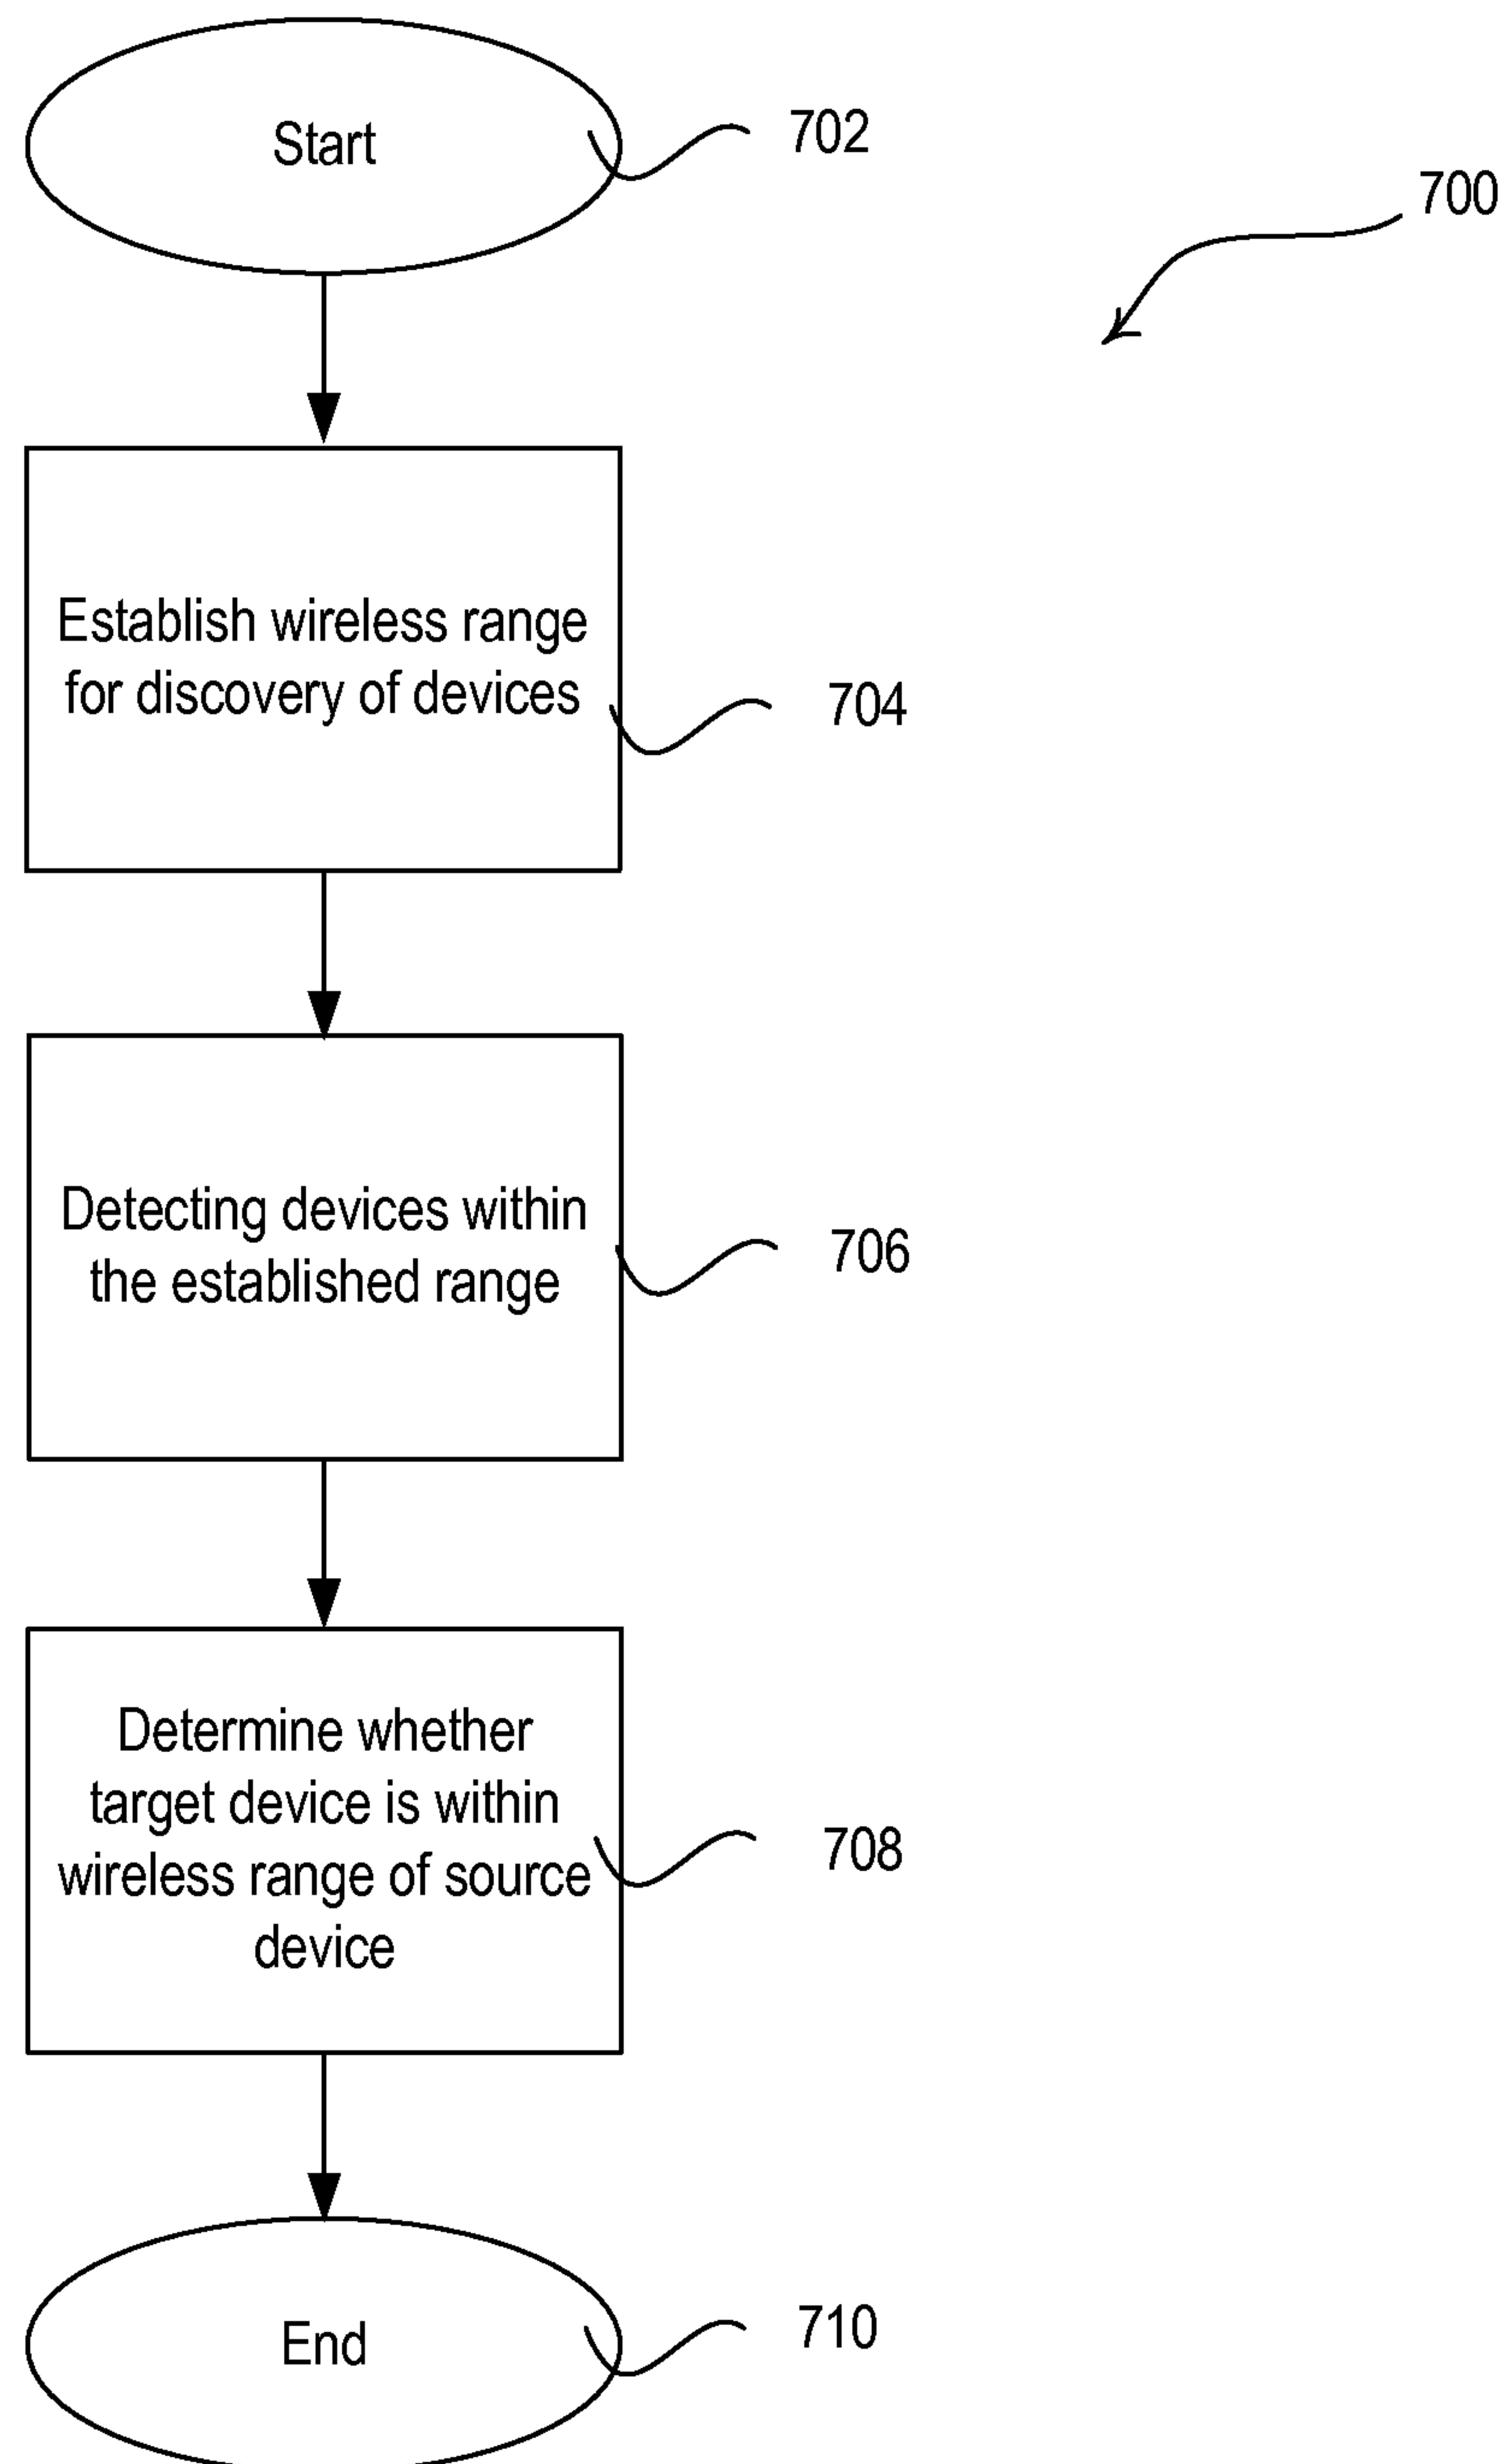 Start
702
700
Establish wireless range
for discovery of devices
704
Detecting devices within
the established range
706
Determine whether
target device is within
wireless range of source
device
708
End
710